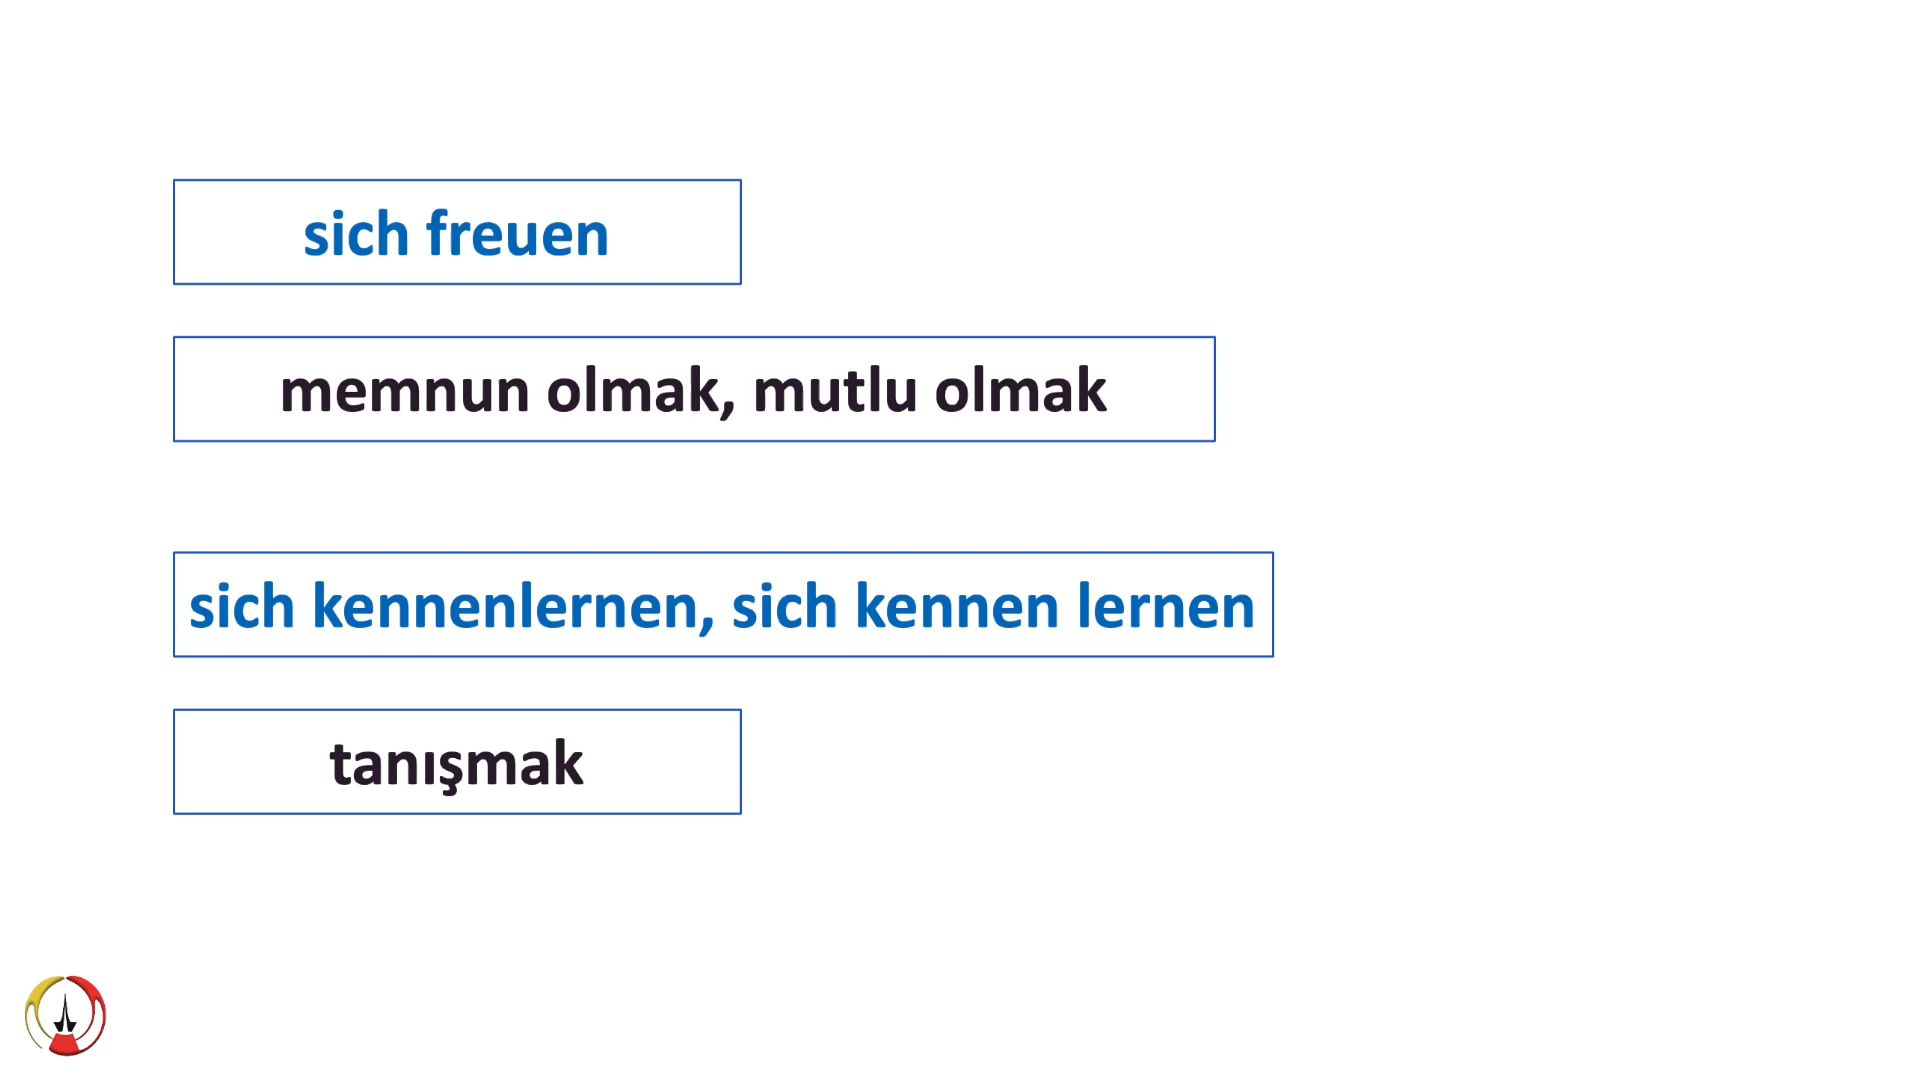 sich freuen
memnun olmak, mutlu olmak
sich kennenlernen, sich kennen lernen
tanışmak